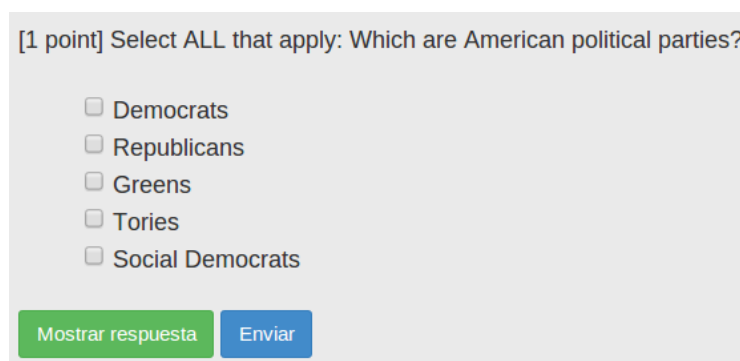 [1 point] Select ALL that apply: Which are American political parties?
Democrats
Republicans
Greens
Tories
Social Democrats
Mostrar respuesta Enviar